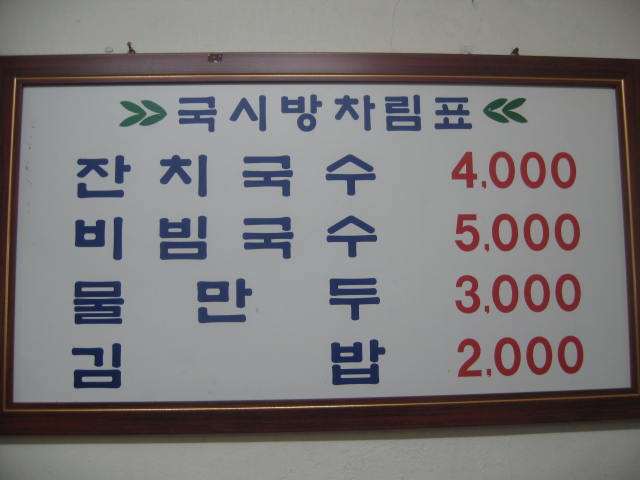 국시방차림표
잔치국수 4,000
비빔국수 5,000
물만두 3,000
김밥 2,000